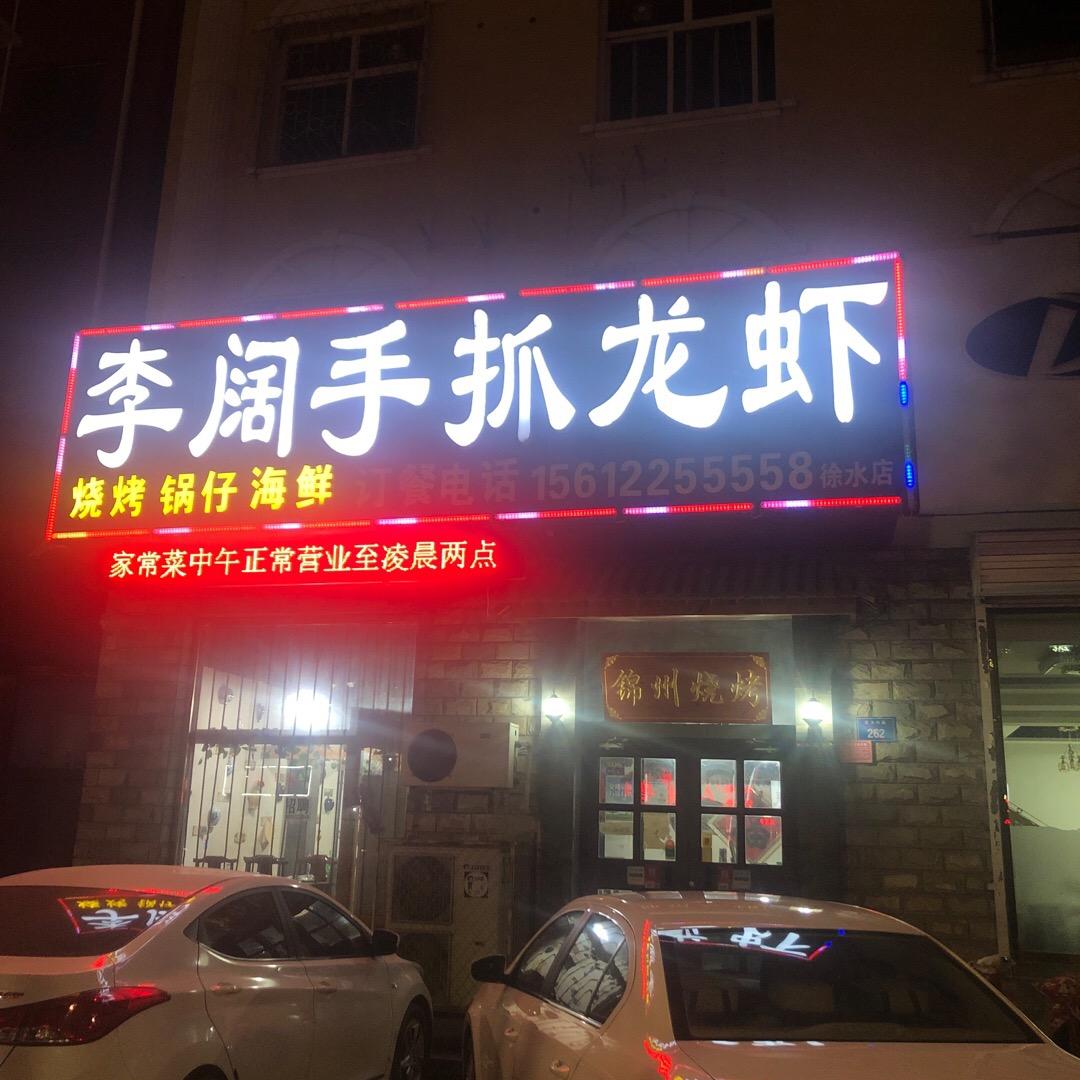 李阔手抓龙虾
烧烤 锅仔 海鲜 订餐电话 15612255558 徐水店
家常菜中午正常营业至凌晨两点
锦州烧烤
262
招聘